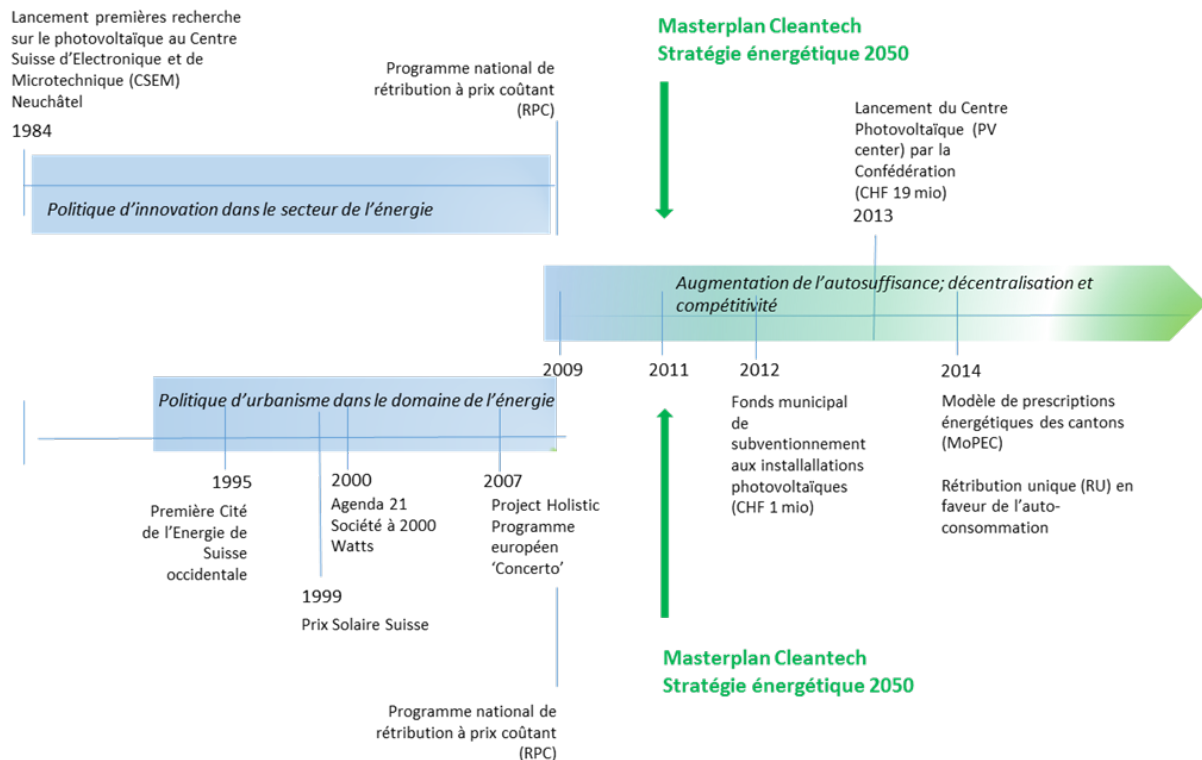 Lancement premières recherche
sur le photovoltaïque au Centre
Suisse d'Electronique et de
Microtechnique (CSEM)
Neuchâtel
1984
Programme national de
rétribution à prix coûtant
(RPC)
Masterplan Cleantech
Stratégie énergétique 2050
Lancement du Centre
Photovoltaïque (PV
center) par la
Confédération
(CHF 19 mio)
2013
Politique d'innovation dans le secteur de l'énergie
Augmentation de l'autosuffisance; décentralisation et
compétitivité
2009
2011
2012
Fonds municipal
de
subventionnement
aux installallations
photovoltaïques
(CHF 1 mio)
2014
Modèle de prescriptions
énergétiques des cantons
(MoPEC)
Rétribution unique (RU) en
faveur de l'auto-
consommation
Politique d'urbanisme dans le domaine de l'énergie
1995
Première Cité
de l'Energie de
Suisse
occidentale
1999
Prix Solaire Suisse
2000
Agenda 21
Société à 2000
Watts
2007
Project Holistic
Programme
européen
'Concerto'
Masterplan Cleantech
Stratégie énergétique 2050
Programme national de
rétribution à prix coûtant
(RPC)